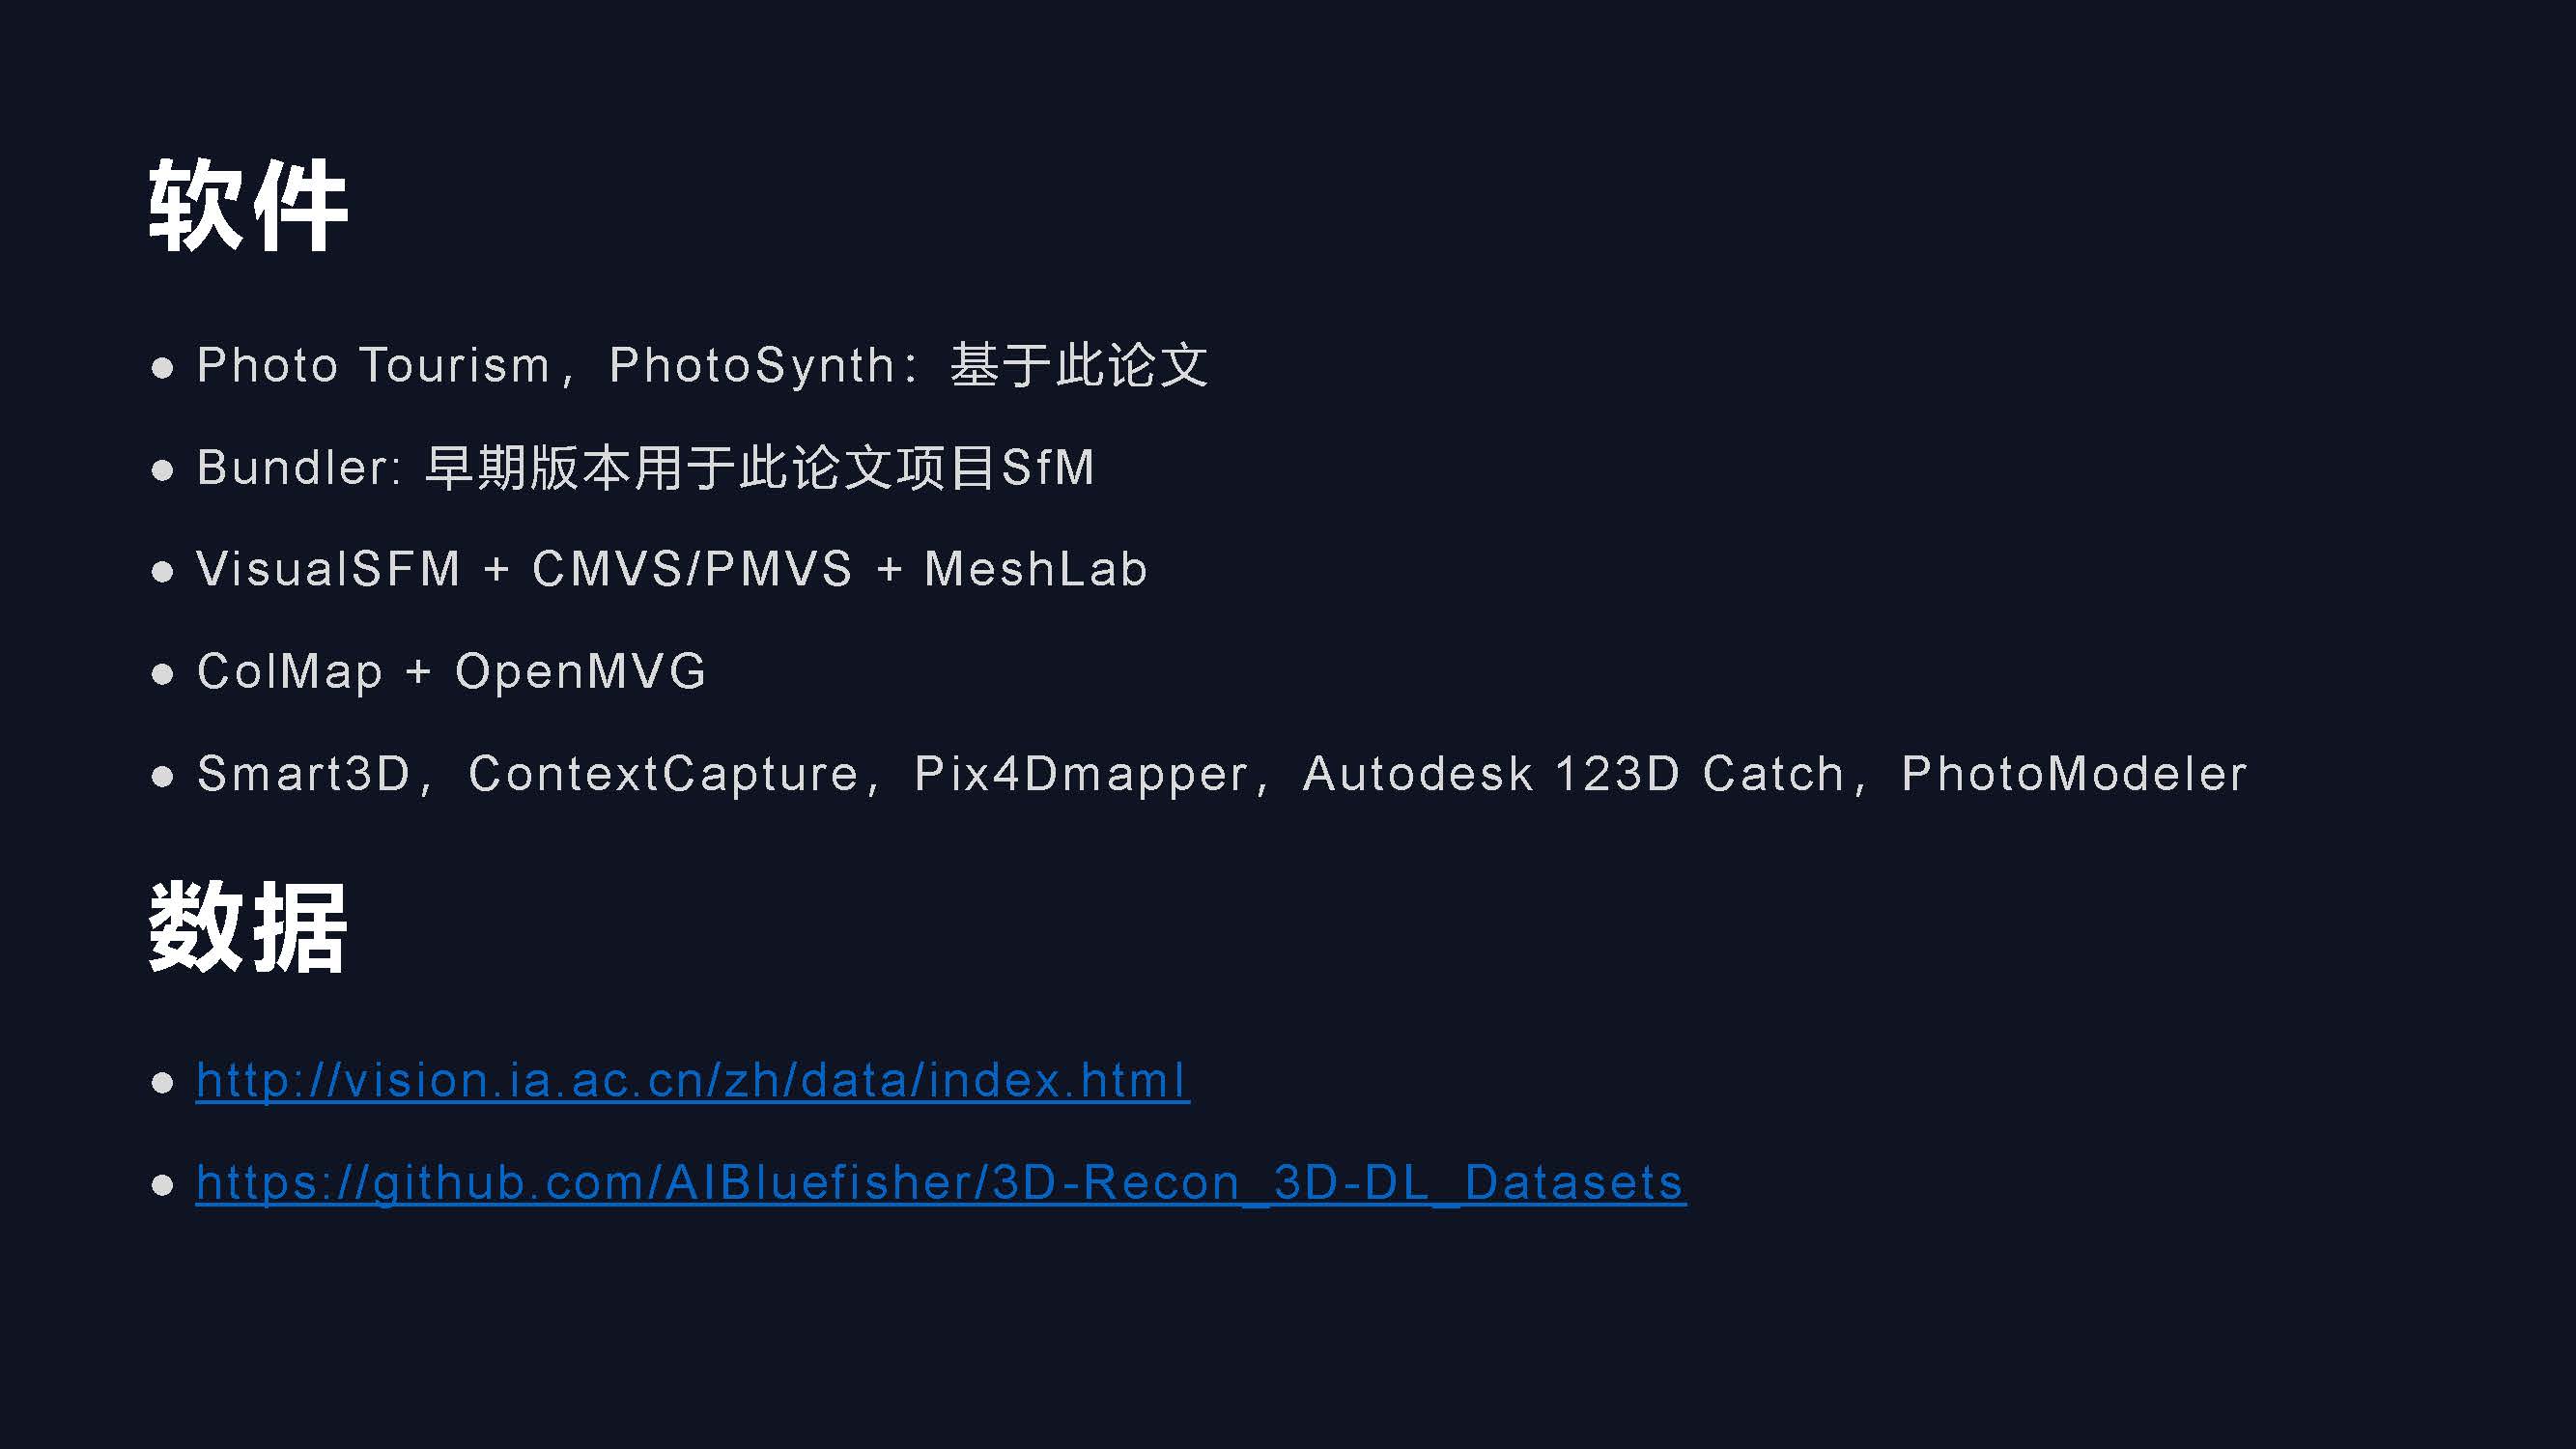 软件
● Photo Tourism，PhotoSynth：基于此论文
● Bundler: 早期版本用于此论文项目SfM
● VisualSFM + CMVS/PMVS + MeshLab
● ColMap + OpenMVG
● Smart3D，ContextCapture，Pix4Dmapper，Autodesk 123D Catch，PhotoModeler
数据
● http://vision.ia.ac.cn/zh/data/index.html
● https://github.com/AIBluefisher/3D-Recon_3D-DL_Datasets